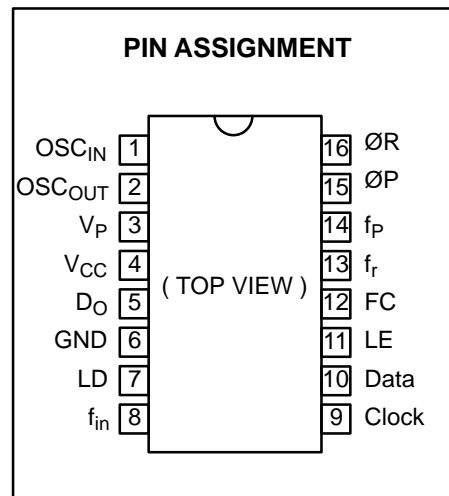 PIN ASSIGNMENT
OSCIN 1 16 ØR
OSCOUT 2 15 ØP
VP 3 14 fP
VCC 4 13 fr
( TOP VIEW )
DO 5 12 FC
GND 6 11 LE
LD 7 10 Data
fin 8 9 Clock